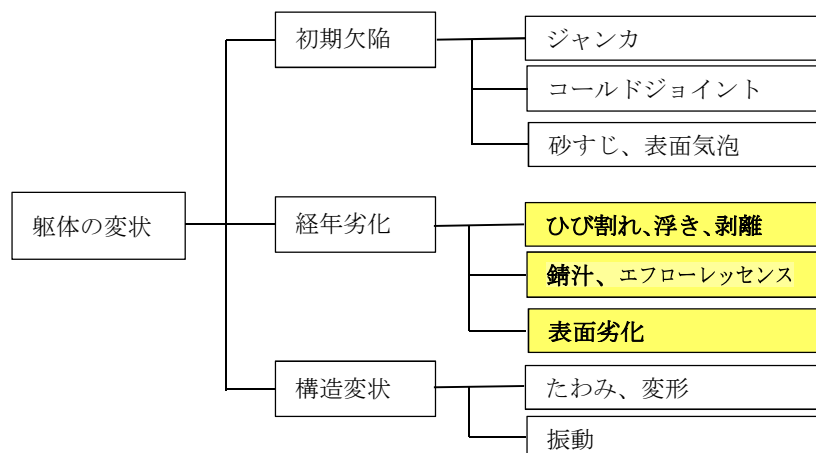 躯体の変状
初期欠陥
ジャンカ
コールドジョイント
砂すじ、表面気泡
経年劣化
ひび割れ、浮き、剥離
錆汁、エフローレッセンス
表面劣化
構造変状
たわみ、変形
振動